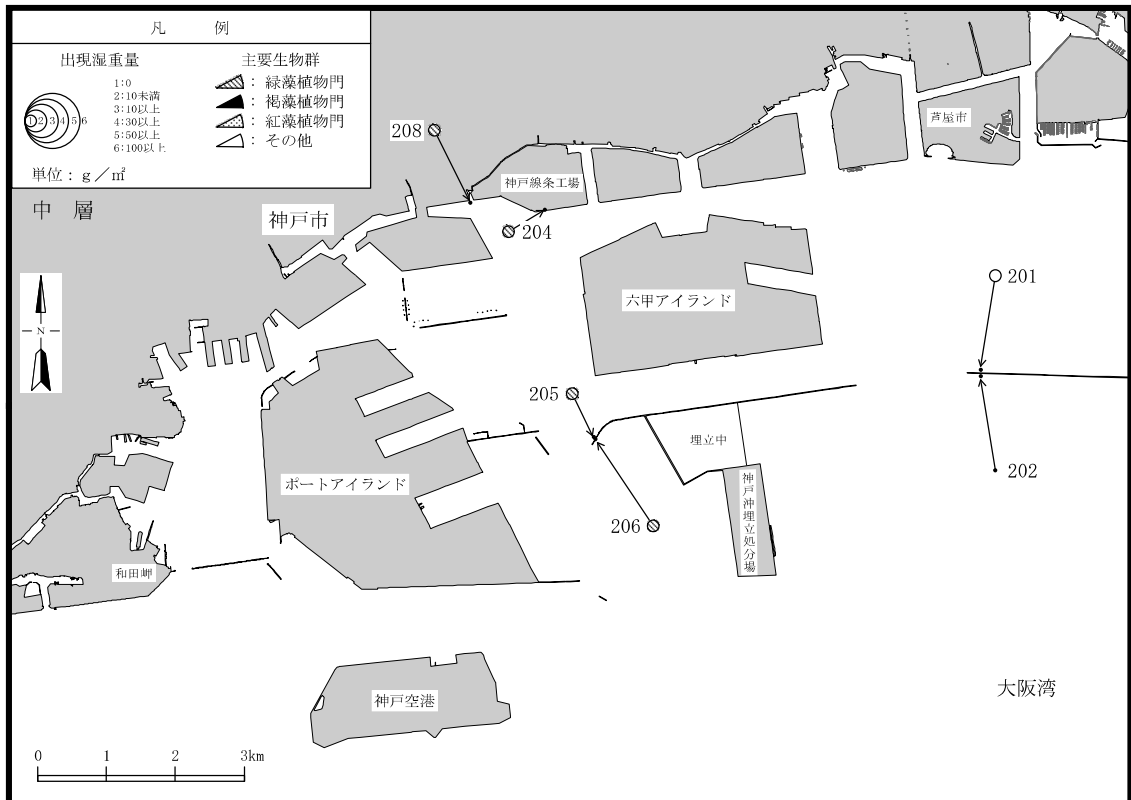 凡 例
出現湿重量
1:0
2:10未満
3:10以上
4:30以上
5:50以上
6:100以上
1 2 3 4 5 6
単位：g／㎡
主要生物群
：緑藻植物門
：褐藻植物門
：紅藻植物門
：その他
中 層
N
神戸市
208
神戸線条工場
204
芦屋市
六甲アイランド
201
205
埋立中
202
ポートアイランド
206
神戸沖埋立処分場
和田岬
神戸空港
大阪湾
0 1 2 3km